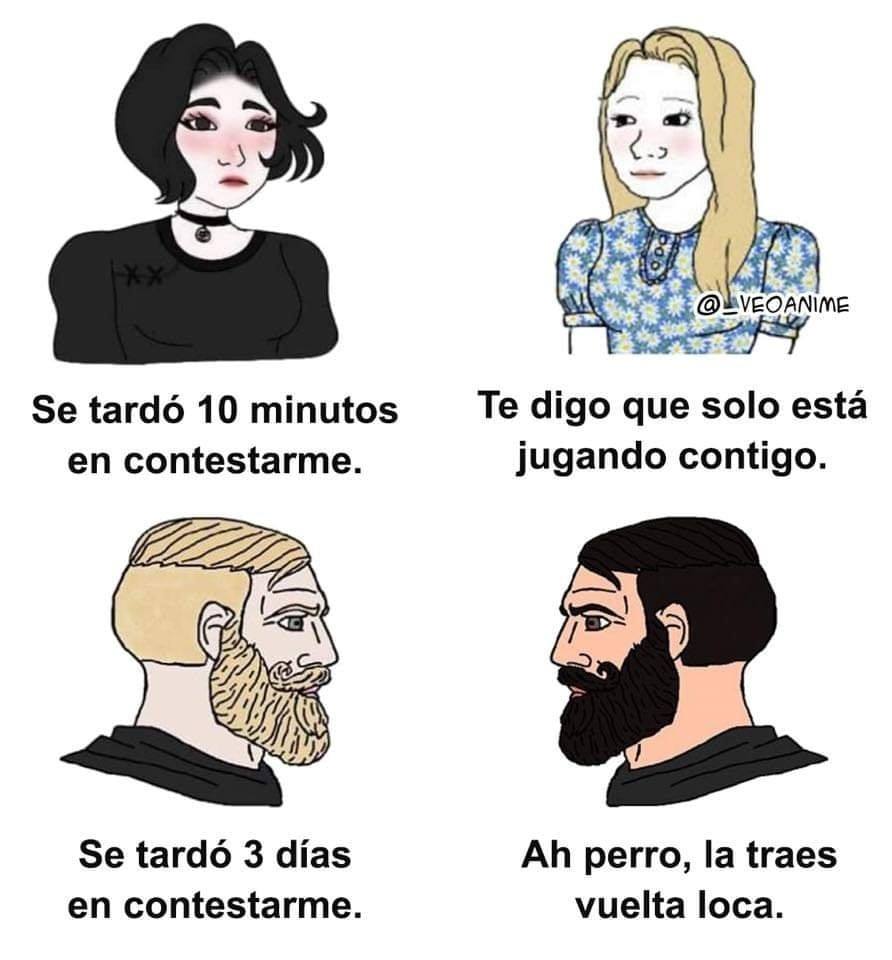 @_VEOANIME
Se tardó 10 minutos
en contestarme.
Te digo que solo está
jugando contigo.
Se tardó 3 días
en contestarme.
Ah perro, la traes
vuelta loca.